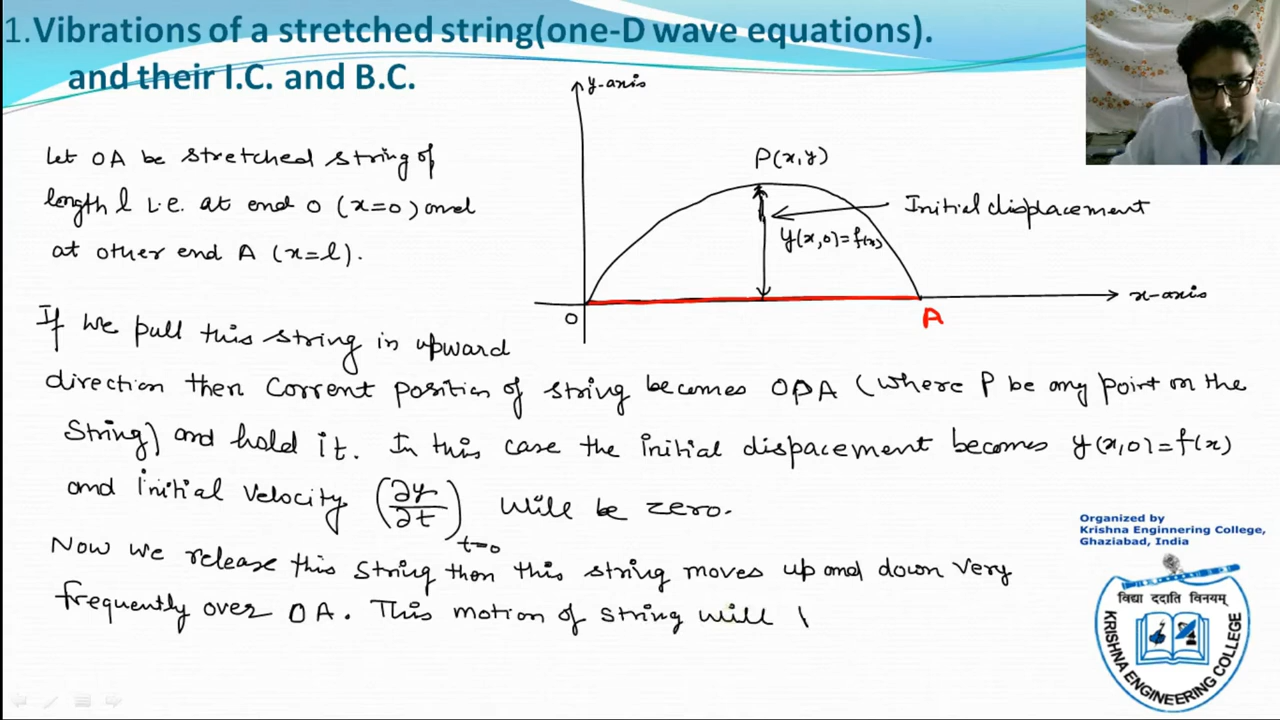 1.Vibrations of a stretched string(one-D wave equations).
and their I.C. and B.C.
y-axis
Let OA be stretched string of
length l i.e. at end O (x=0) and
at other end A (x=l).
P(x,y)
Initial displacement
y(x,0)=f(x)
x-axis
O
A
If we pull this string in upward
direction then corrent position of string becomes OPA (where P be any point on the
string) and hold it. In this case the initial dispacement becomes y(x,0)=f(x)
and initial velocity (∂y/∂t)t=0 will be zero.
Now we release this string then this string moves up and down very
frequently over OA. This motion of string will
Organized by
Krishna Enginnering College,
Ghaziabad, India
विद्या ददाति विनयम्
KRISHNA ENGINEERING COLLEGE